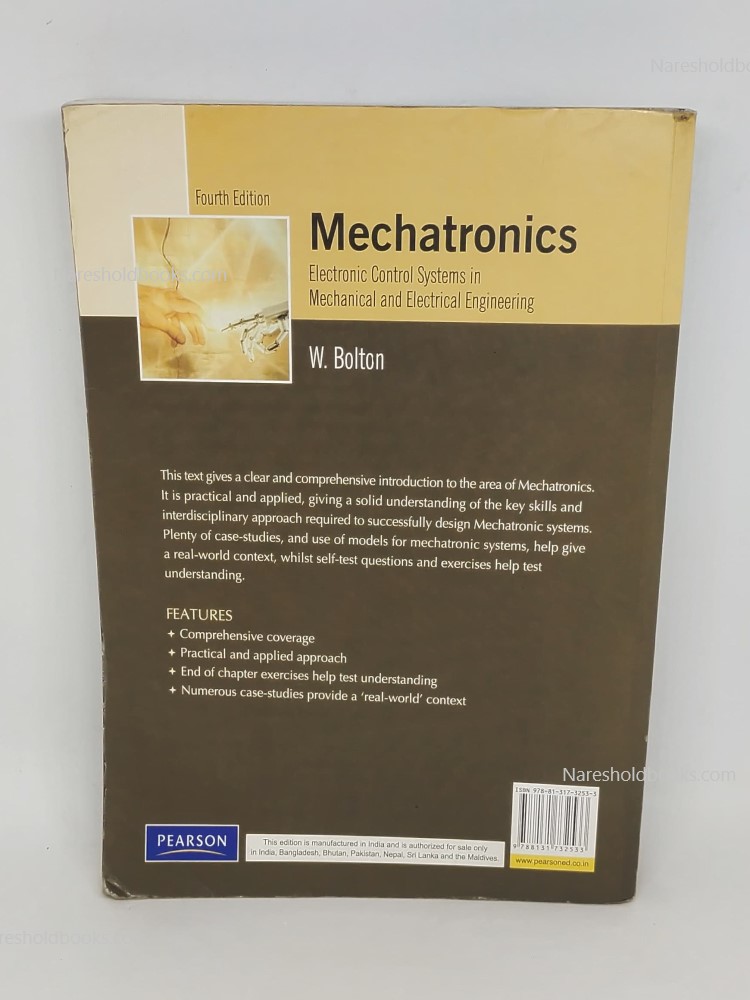 Naresholdbo
Fourth Edition
Mechatronics
Electronic Control Systems in
Mechanical and Electrical Engineering
Naresholdbooks.com
W. Bolton
This text gives a clear and comprehensive introduction to the area of Mechatronics.
It is practical and applied, giving a solid understanding of the key skills and
interdisciplinary approach required to successfully design Mechatronic systems.
Plenty of case-studies, and use of models for mechatronic systems, help give
a real-world context, whilst self-test questions and exercises help test
understanding.
FEATURES
+ Comprehensive coverage
+ Practical and applied approach
+ End of chapter exercises help test understanding
+ Numerous case-studies provide a ‘real-world’ context
Naresholdbooks.com
ISBN 978-81-317-3253-3
9 788131 732533
www.pearsoned.co.in
PEARSON
This edition is manufactured in India and is authorized for sale only
in India, Bangladesh, Bhutan, Pakistan, Nepal, Sri Lanka and the Maldives.
resholdbooks